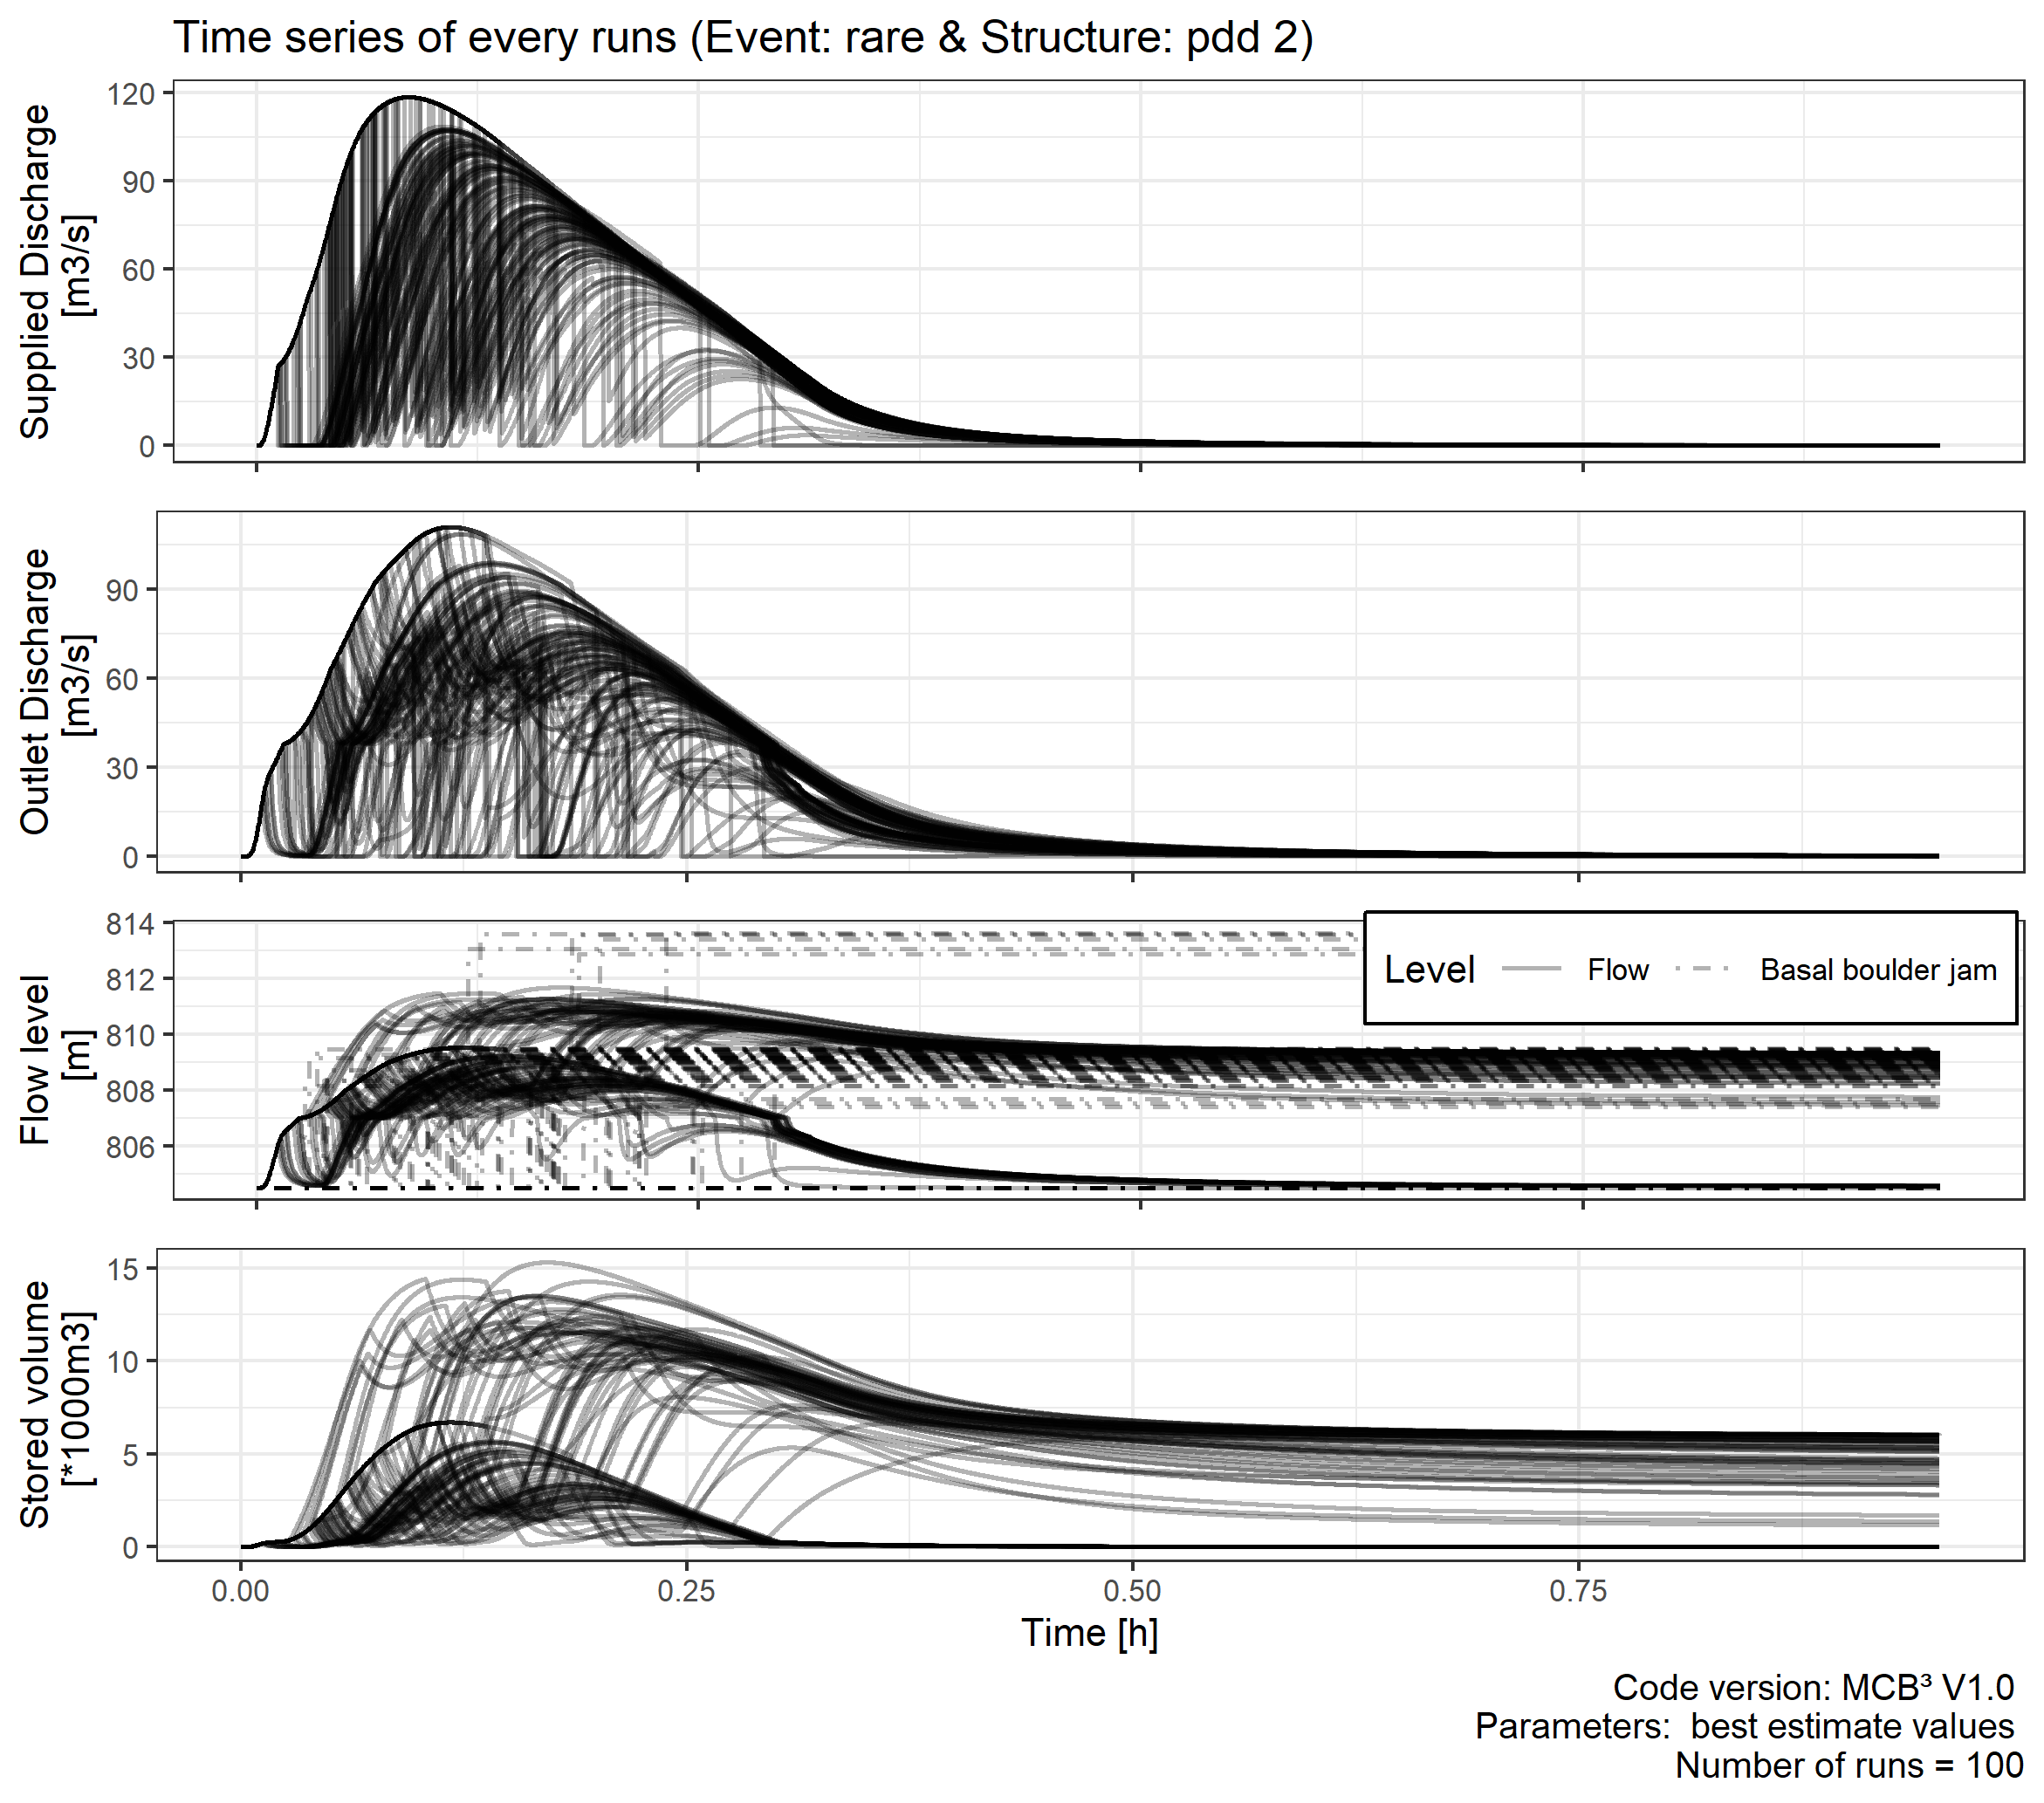 Time series of every runs (Event: rare & Structure: pdd 2)
Supplied Discharge
[m3/s]
120
90
60
30
0
Outlet Discharge
[m3/s]
90
60
30
0
Flow level
[m]
814
812
810
808
806
Level
Flow
Basal boulder jam
Stored volume
[*1000m3]
15
10
5
0
0.00
0.25
0.50
0.75
Time [h]
Code version: MCB³ V1.0
Parameters:  best estimate values
Number of runs = 100